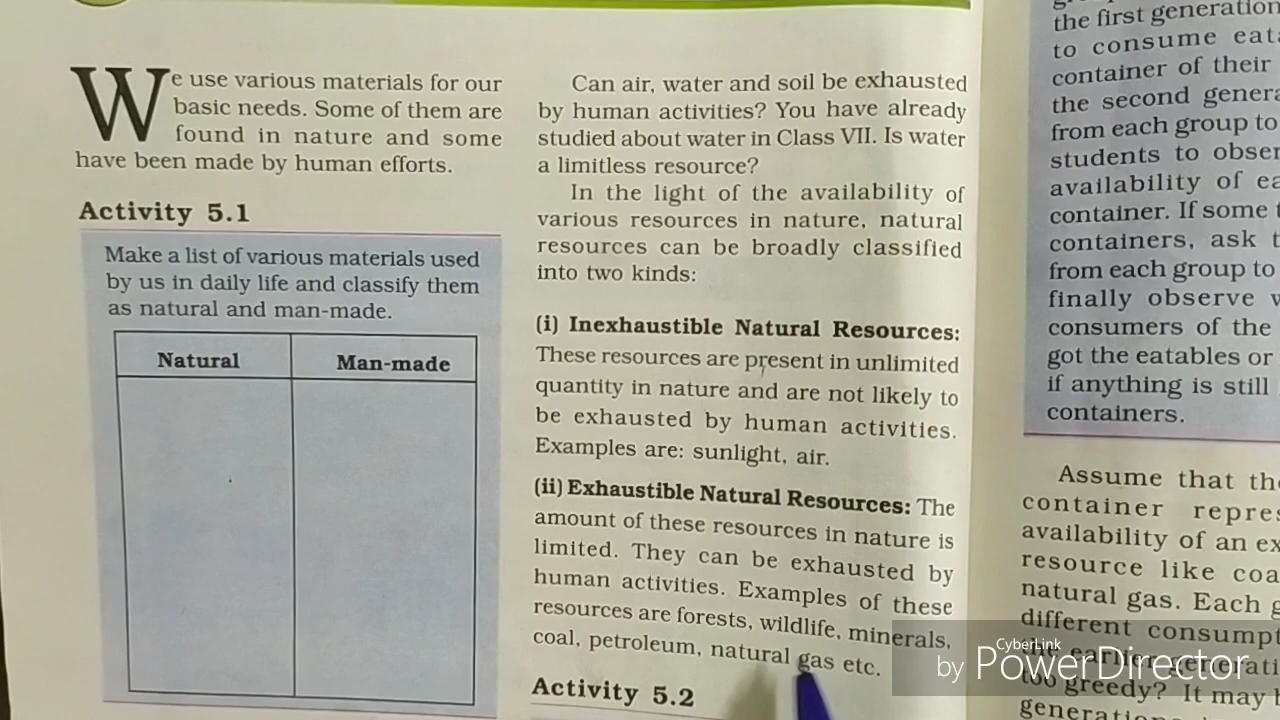 We use various materials for our
basic needs. Some of them are
found in nature and some
have been made by human efforts.
Activity 5.1
Make a list of various materials used
by us in daily life and classify them
as natural and man-made.
Natural Man-made
Can air, water and soil be exhausted
by human activities? You have already
studied about water in Class VII. Is water
a limitless resource?
In the light of the availability of
various resources in nature, natural
resources can be broadly classified
into two kinds:
(i) Inexhaustible Natural Resources:
These resources are present in unlimited
quantity in nature and are not likely to
be exhausted by human activities.
Examples are: sunlight, air.
(ii) Exhaustible Natural Resources: The
amount of these resources in nature is
limited. They can be exhausted by
human activities. Examples of these
resources are forests, wildlife, minerals,
coal, petroleum, natural gas etc.
Activity 5.2
the first generation
to consume
container of their
the second
from each group to
students to
availability of
container. If some
containers, ask
from each group to
finally observe
consumers of the
got the eatables or
if anything is still
containers.
Assume that
container
availability of an
resource like
natural gas. Each
different
the earlier
too greedy? It may
CyberLink
by PowerDirector